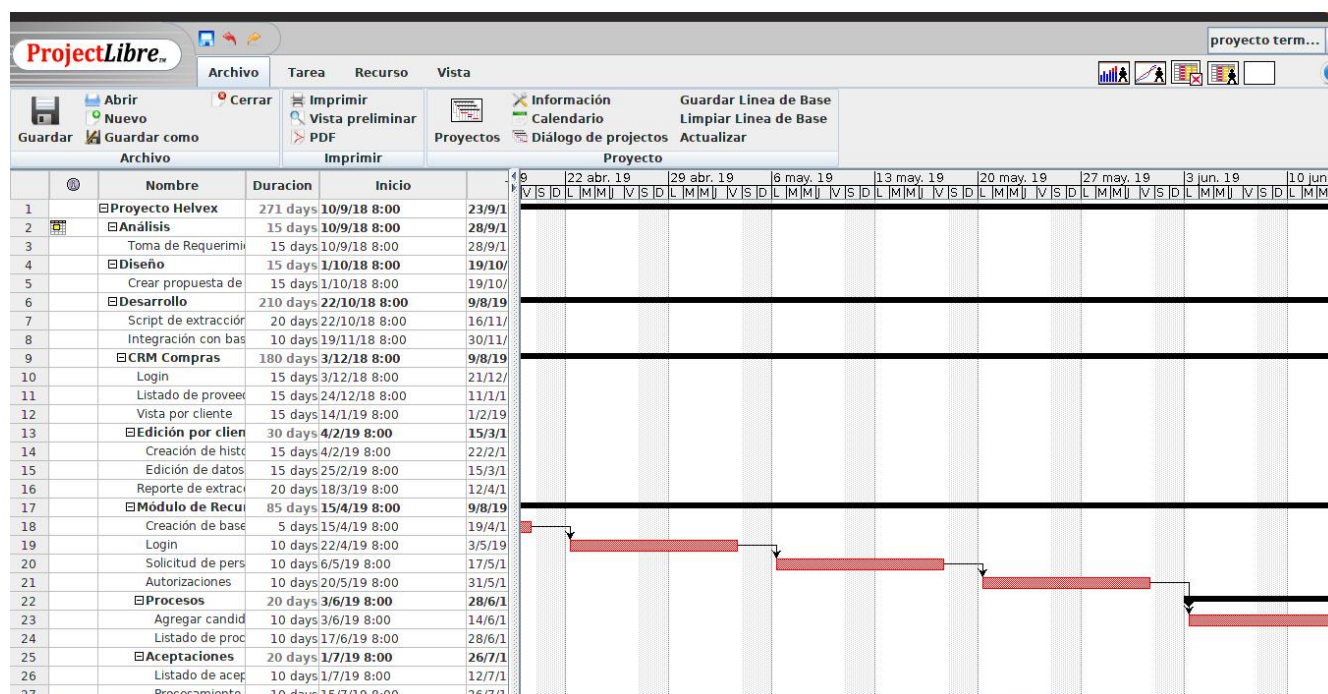 ProjectLibre™
proyecto term...
Archivo Tarea Recurso Vista
Abrir Cerrar Imprimir Información Guardar Linea de Base
Nuevo Vista preliminar Calendario Limpiar Linea de Base
Guardar Guardar como PDF Proyectos Diálogo de projectos Actualizar
Archivo Imprimir Proyecto
Nombre Duracion Inicio
9 22 abr. 19 29 abr. 19 6 may. 19 13 may. 19 20 may. 19 27 may. 19 3 jun. 19 10 jun
V S D L M M J V S D L M M J V S D L M M J V S D L M M J V S D L M M J V S D L M M J V S D L M M J V S D L M M
1 Proyecto Helvex 271 days 10/9/18 8:00 23/9/1
2 Análisis 15 days 10/9/18 8:00 28/9/1
3 Toma de Requerimi 15 days 10/9/18 8:00 28/9/1
4 Diseño 15 days 1/10/18 8:00 19/10/
5 Crear propuesta de 15 days 1/10/18 8:00 19/10/
6 Desarrollo 210 days 22/10/18 8:00 9/8/19
7 Script de extracción 20 days 22/10/18 8:00 16/11/
8 Integración con bas 10 days 19/11/18 8:00 30/11/
9 CRM Compras 180 days 3/12/18 8:00 9/8/19
10 Login 15 days 3/12/18 8:00 21/12/
11 Listado de proveed 15 days 24/12/18 8:00 11/1/1
12 Vista por cliente 15 days 14/1/19 8:00 1/2/19
13 Edición por clien 30 days 4/2/19 8:00 15/3/1
14 Creación de histo 15 days 4/2/19 8:00 22/2/1
15 Edición de datos 15 days 25/2/19 8:00 15/3/1
16 Reporte de extrac 20 days 18/3/19 8:00 12/4/1
17 Módulo de Recu 85 days 15/4/19 8:00 9/8/19
18 Creación de base 5 days 15/4/19 8:00 19/4/1
19 Login 10 days 22/4/19 8:00 3/5/19
20 Solicitud de pers 10 days 6/5/19 8:00 17/5/1
21 Autorizaciones 10 days 20/5/19 8:00 31/5/1
22 Procesos 20 days 3/6/19 8:00 28/6/1
23 Agregar candid 10 days 3/6/19 8:00 14/6/1
24 Listado de proc 10 days 17/6/19 8:00 28/6/1
25 Aceptaciones 20 days 1/7/19 8:00 26/7/1
26 Listado de acep 10 days 1/7/19 8:00 12/7/1